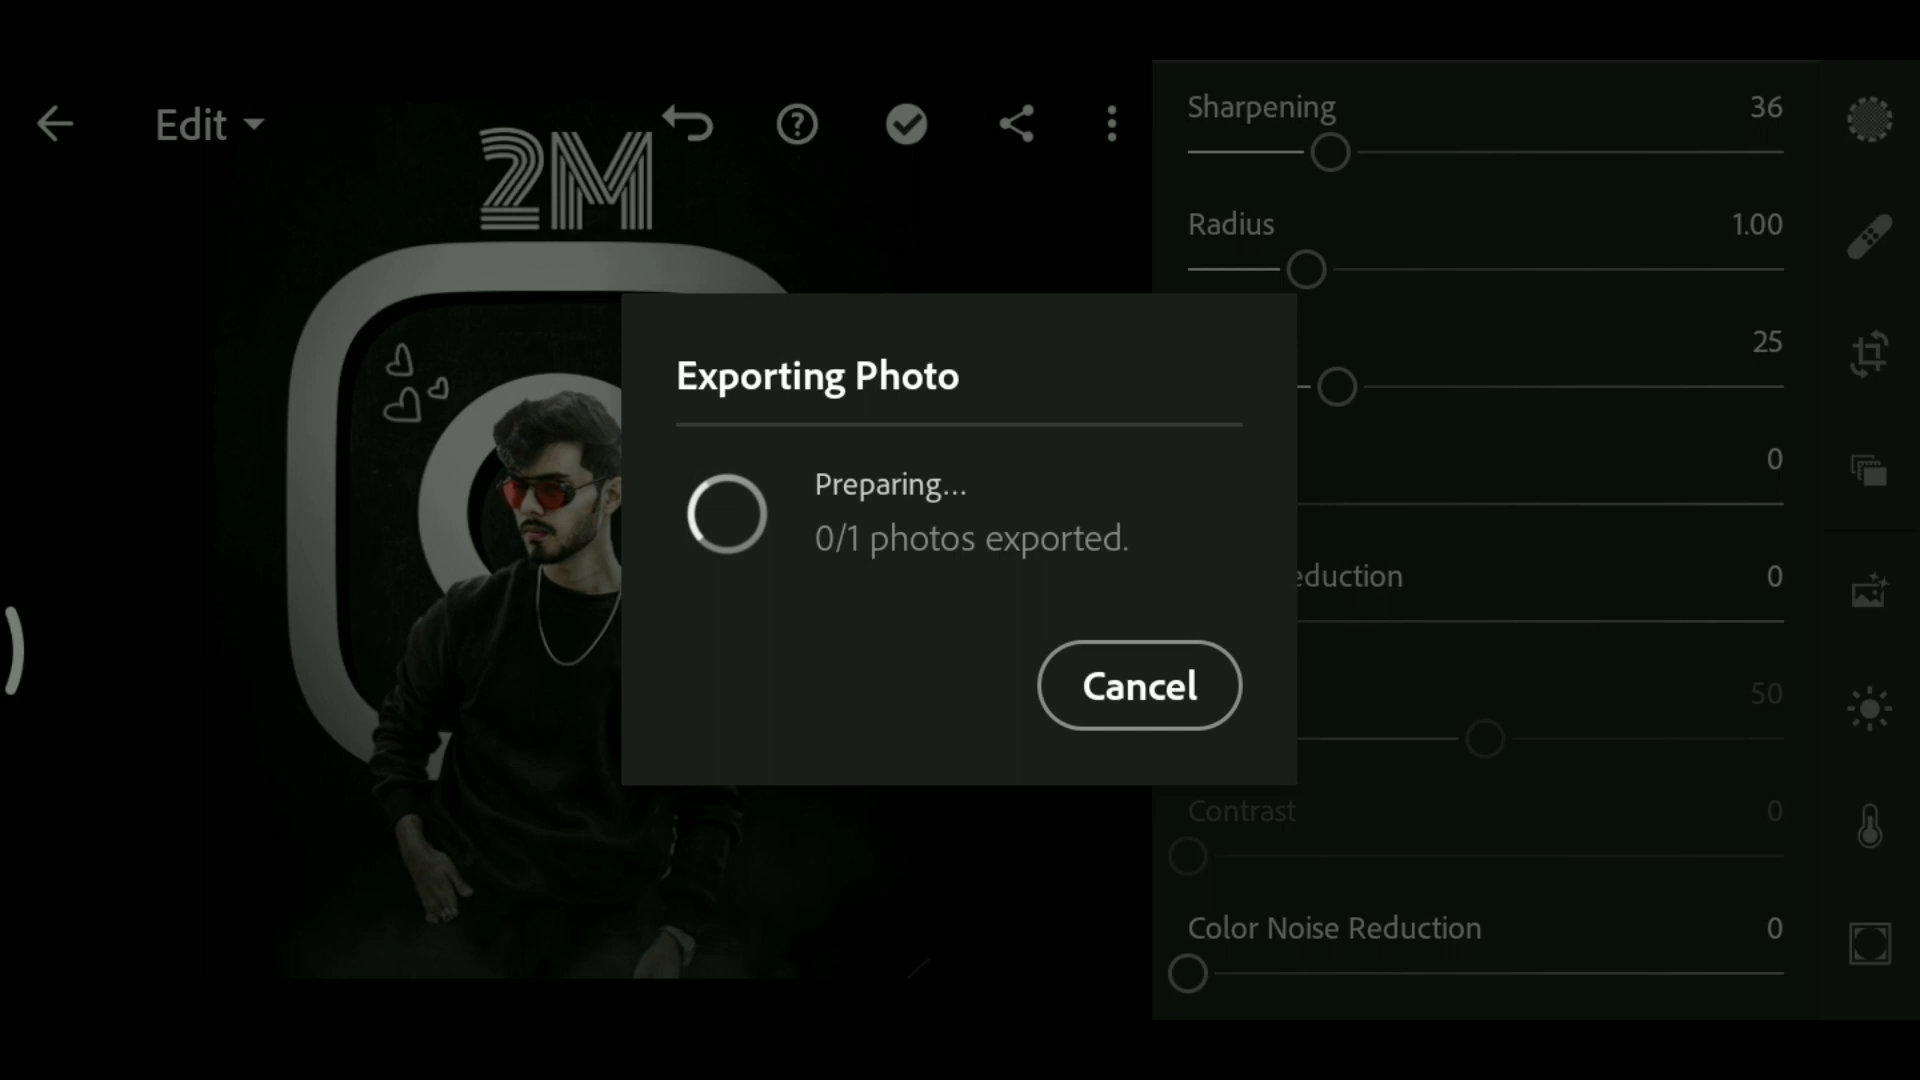 Edit
2M
Sharpening 36
Radius 1.00
25
0
eduction 0
50
Contrast 0
Color Noise Reduction 0
Exporting Photo
Preparing...
0/1 photos exported.
Cancel